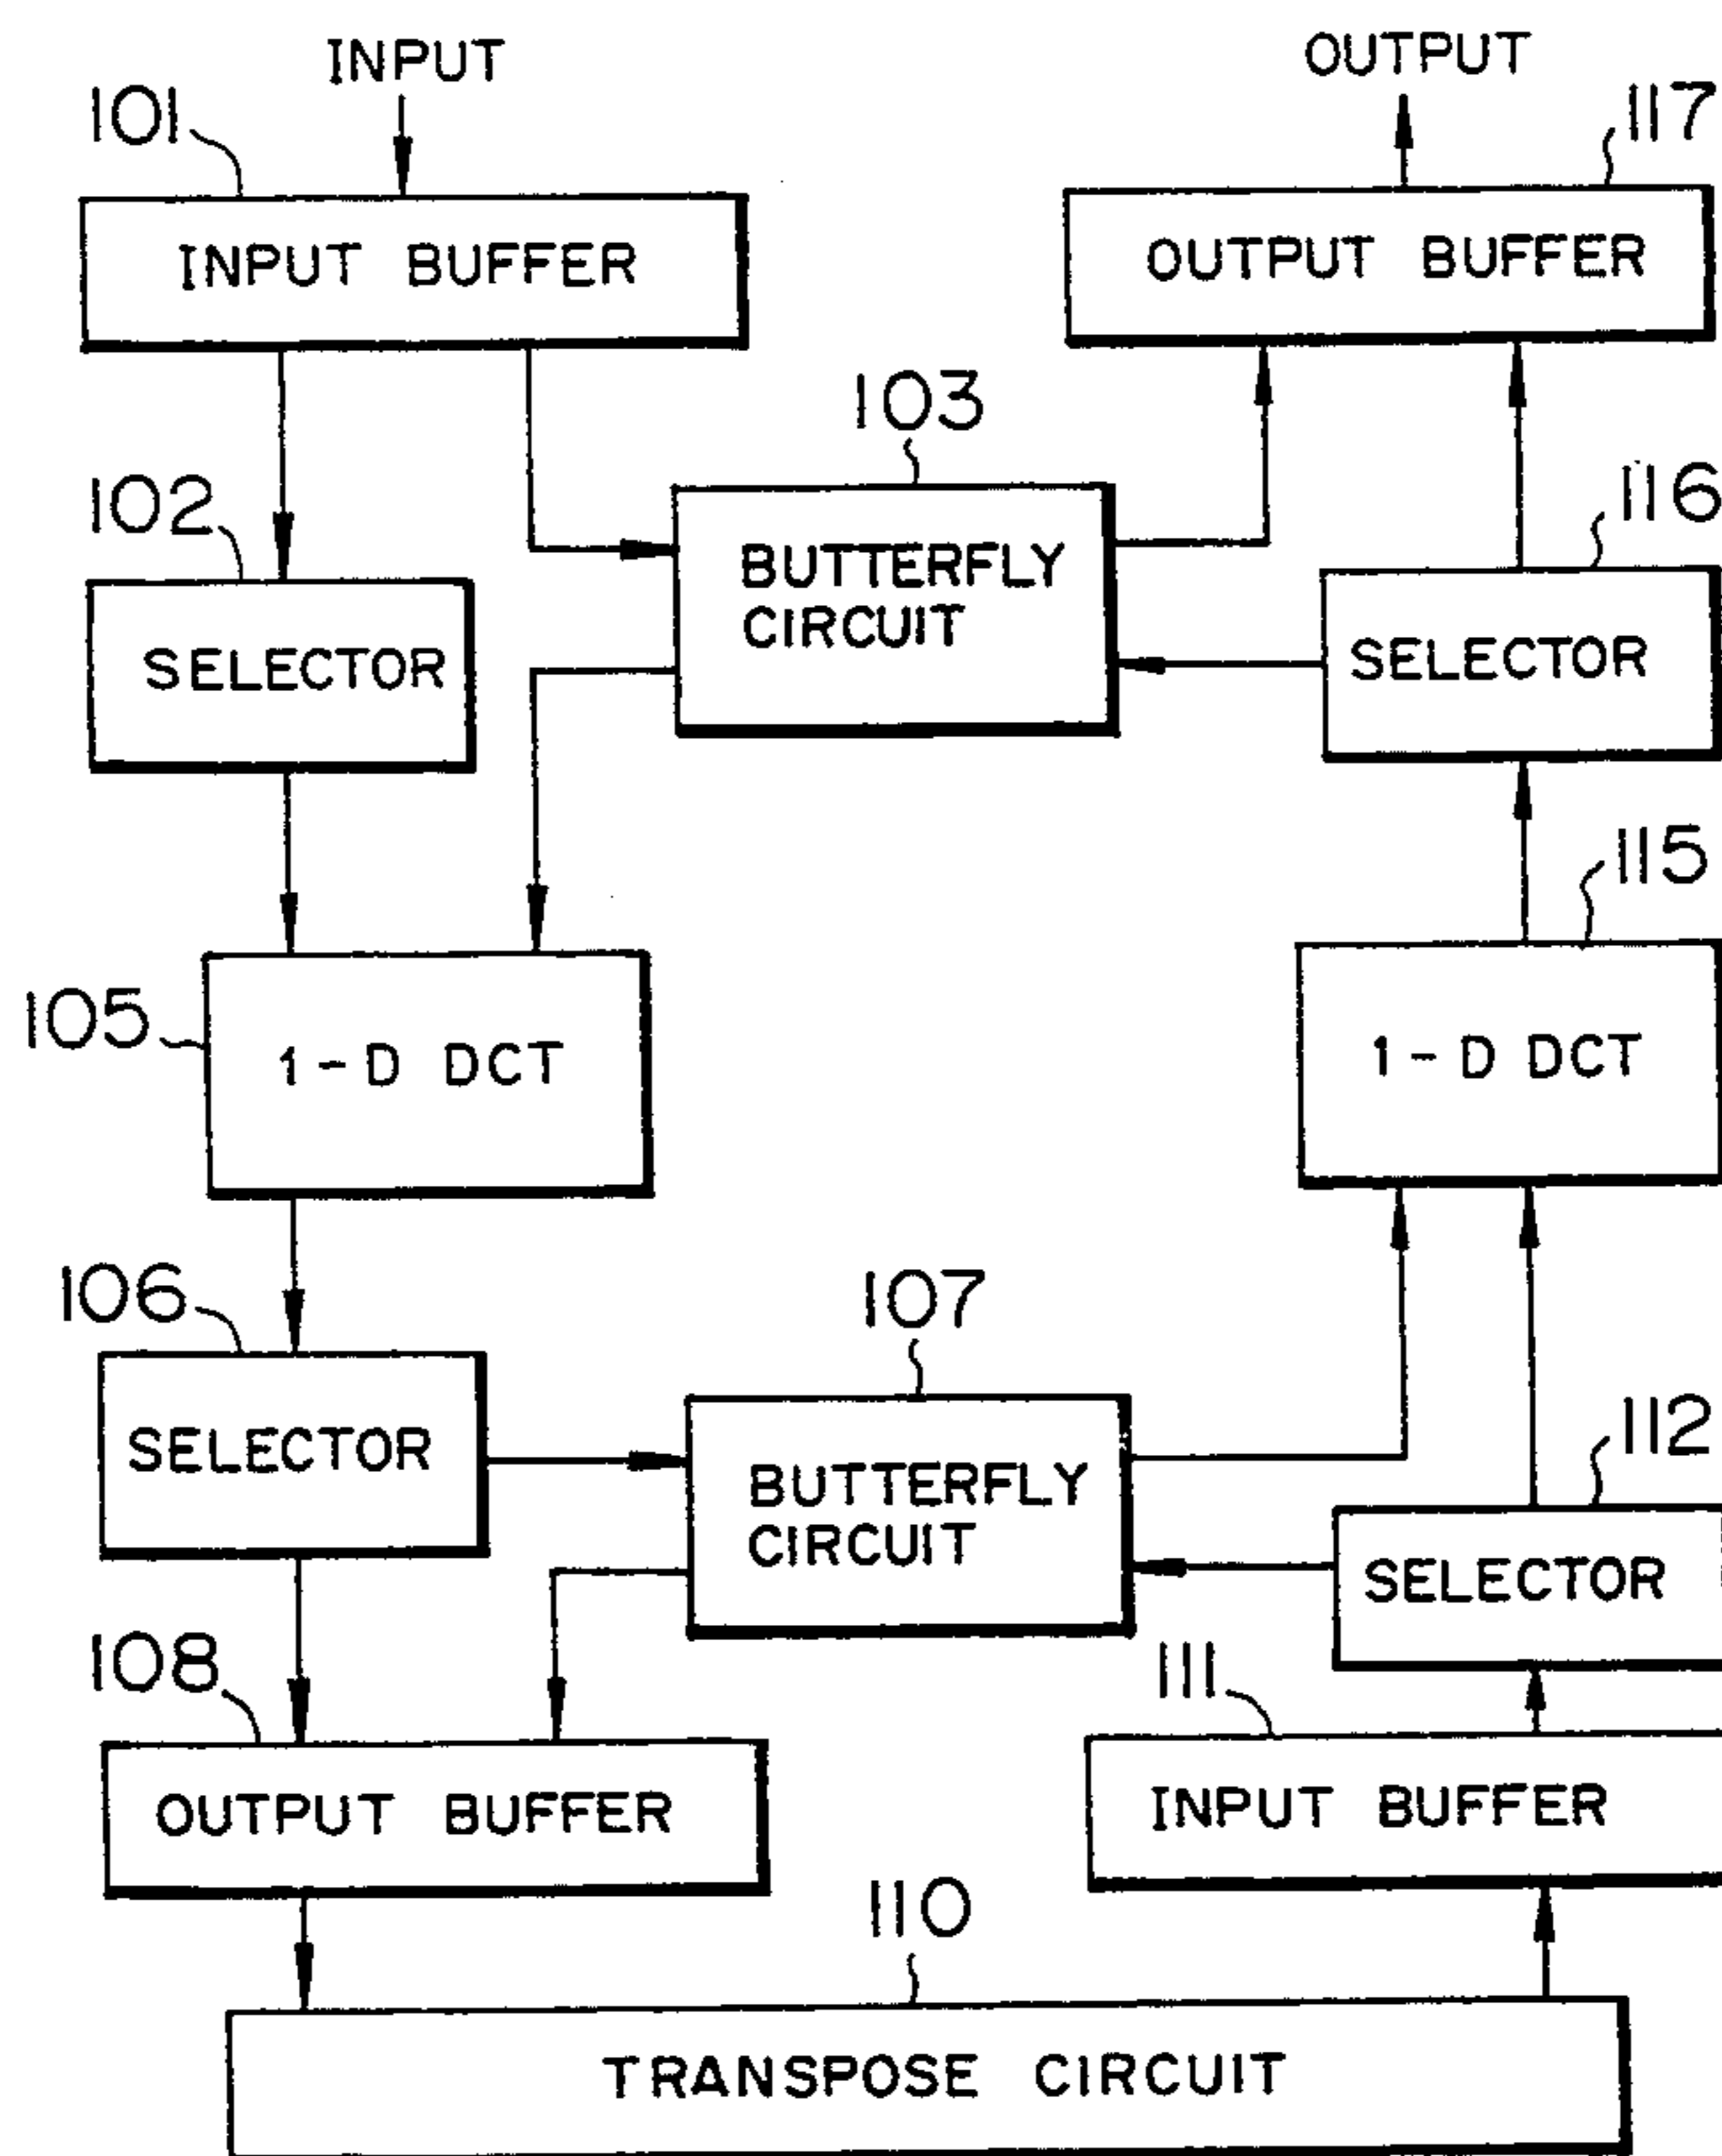 INPUT
OUTPUT
101
117
INPUT BUFFER
OUTPUT BUFFER
103
102
116
BUTTERFLY
CIRCUIT
SELECTOR
SELECTOR
115
105
1-D DCT
1-D DCT
106
107
112
SELECTOR
BUTTERFLY
CIRCUIT
SELECTOR
108
111
OUTPUT BUFFER
INPUT BUFFER
110
TRANSPOSE CIRCUIT